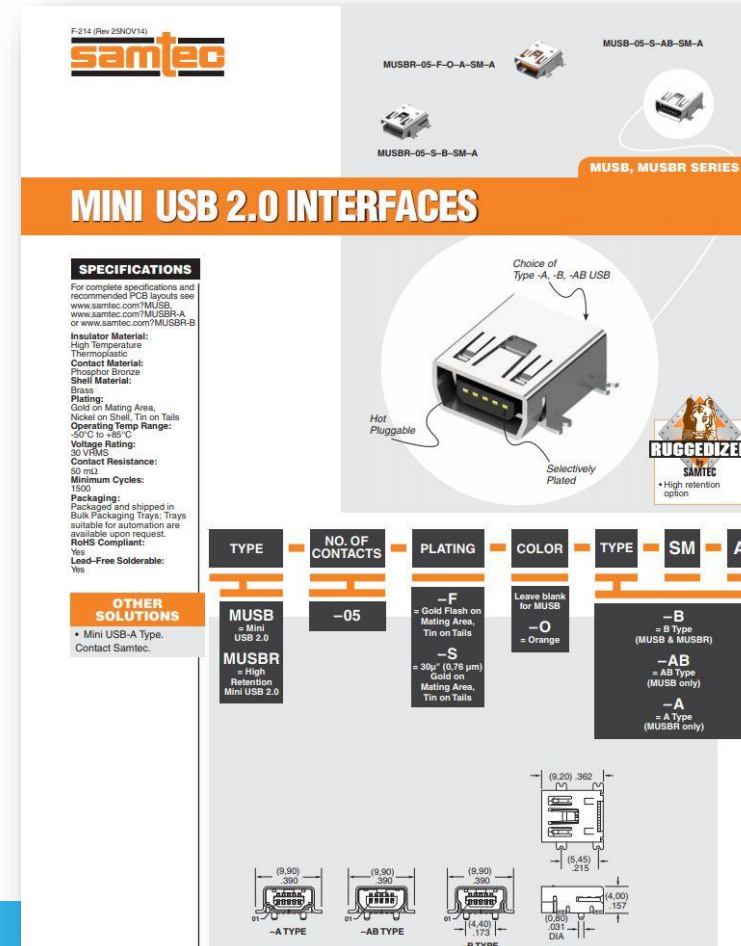 F-214 (Rev 25NOV14)
samtec
MUSBR–05–F–O–A–SM–A
MUSB–05–S–AB–SM–A
MUSBR–05–S–B–SM–A
MUSB, MUSBR SERIES
MINI USB 2.0 INTERFACES
SPECIFICATIONS
For complete specifications and
recommended PCB layouts see
www.samtec.com?MUSB,
www.samtec.com?MUSBR-A
or www.samtec.com?MUSBR-B
Insulator Material:
High Temperature
Thermoplastic
Contact Material:
Phosphor Bronze
Shell Material:
Brass
Plating:
Gold on Mating Area,
Nickel on Shell, Tin on Tails
Operating Temp Range:
-50°C to +85°C
Voltage Rating:
30 VRMS
Contact Resistance:
50 mΩ
Minimum Cycles:
1500
Packaging:
Packaged and shipped in
Bulk Packaging Trays; Trays
suitable for automation are
available upon request.
RoHS Compliant:
Yes
Lead–Free Solderable:
Yes
OTHER
SOLUTIONS
• Mini USB-A Type.
Contact Samtec.
Choice of
Type -A, -B, -AB USB
Hot
Pluggable
Selectively
Plated
RUGGEDIZED
by
SAMTEC
• High retention
option
TYPE
NO. OF
CONTACTS
PLATING
COLOR
TYPE
SM
A
MUSB
= Mini
USB 2.0
MUSBR
= High
Retention
Mini USB 2.0
–05
–F
= Gold Flash on
Mating Area,
Tin on Tails
–S
= 30µ" (0,76 µm)
Gold on
Mating Area,
Tin on Tails
Leave blank
for MUSB
–O
= Orange
–B
= B Type
(MUSB & MUSBR)
–AB
= AB Type
(MUSB only)
–A
= A Type
(MUSBR only)
(9,20) .362
(5,45)
.215
(9,90)
.390
01
–A TYPE
(9,90)
.390
01
–AB TYPE
(9,90)
.390
01
(4,40)
.173
–B TYPE
(4,00)
.157
(0,80)
.031
DIA